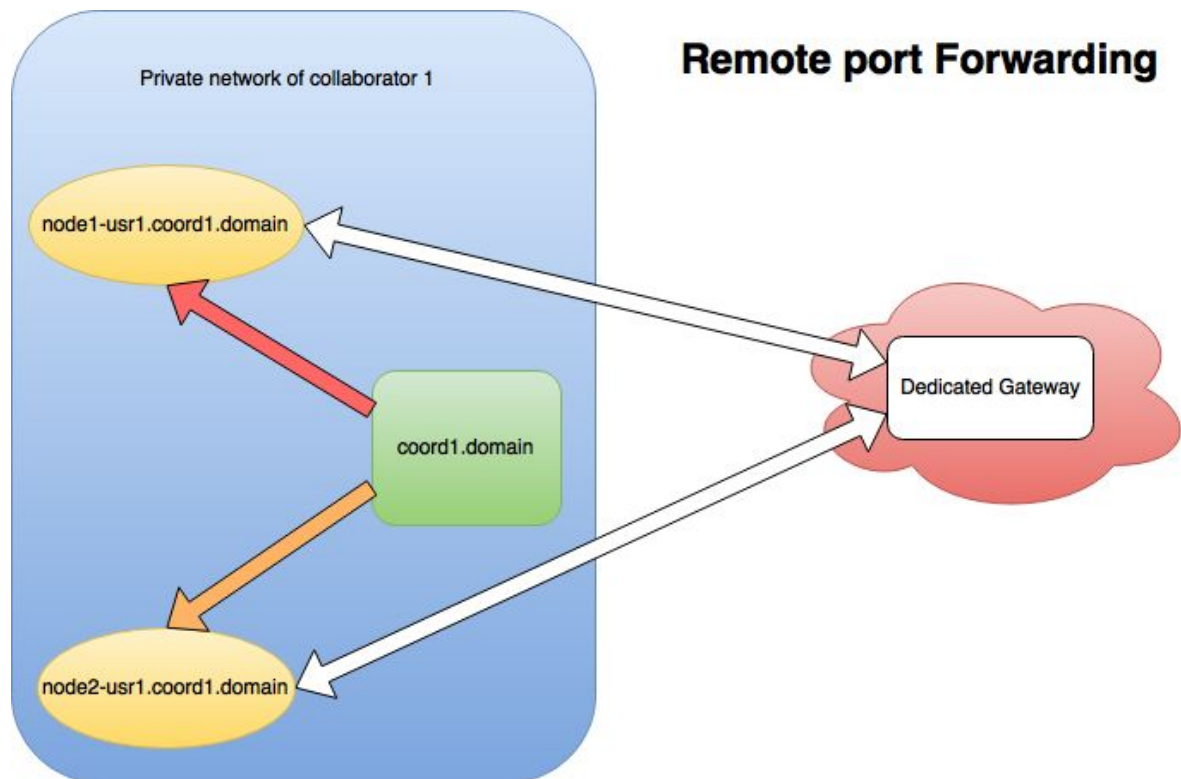 Remote port Forwarding
Private network of collaborator 1
node1-usr1.coord1.domain
Dedicated Gateway
coord1.domain
node2-usr1.coord1.domain